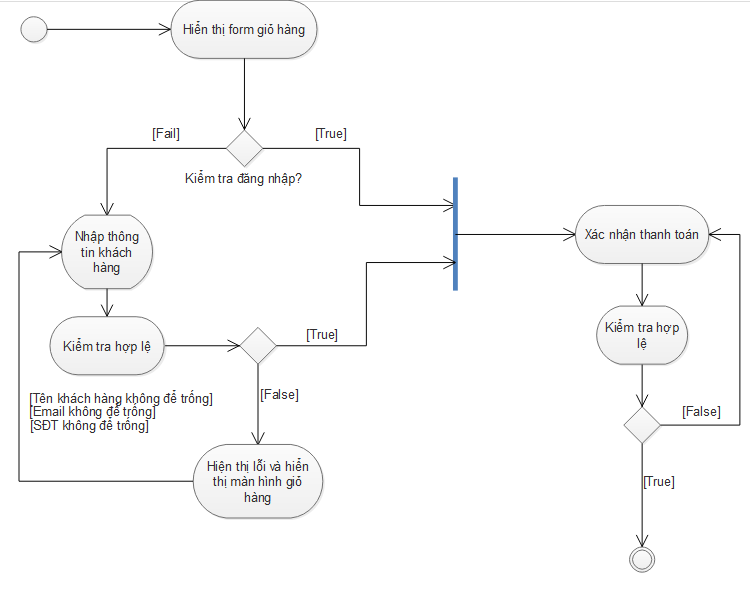 Hiển thị form giỏ hàng
[Fail]
[True]
Kiểm tra đăng nhập?
Nhập thông
tin khách
hàng
Xác nhận thanh toán
Kiểm tra hợp lệ
[True]
Kiểm tra hợp
lệ
[Tên khách hàng không để trống]
[Email không để trống]
[SĐT không để trống]
[False]
[False]
Hiện thị lỗi và hiển
thị màn hình giỏ
hàng
[True]